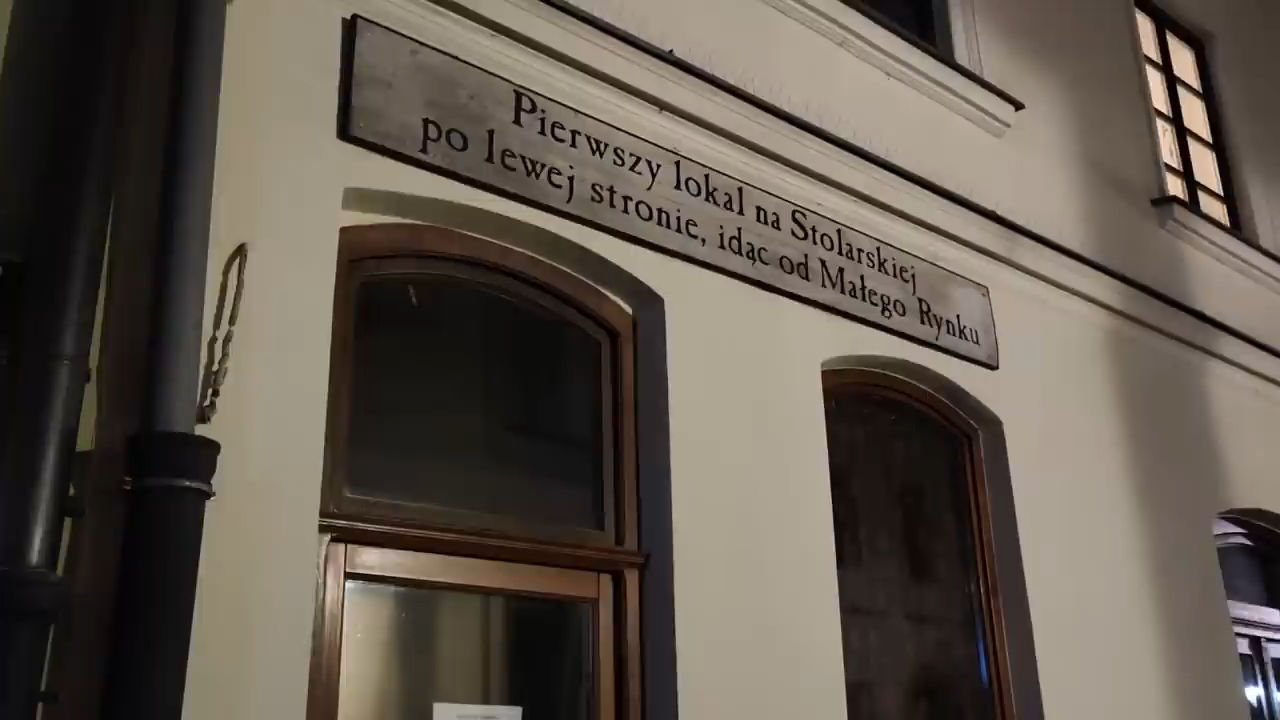 Pierwszy lokal na Stolarskiej
po lewej stronie, idąc od Małego Rynku